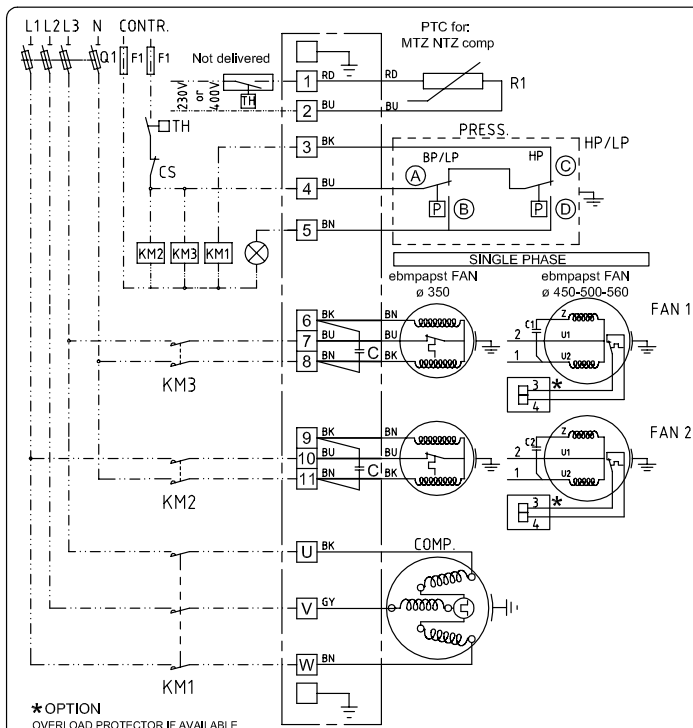 L1 L2 L3 N CONTR.
Q1 F1 F1
Not delivered
230V or 400V
TH
TH
CS
KM2 KM3 KM1
1 RD RD
2 BU BU
R1
PTC for:
MTZ NTZ comp
3 BK
4 BU
5 BN
PRESS.
HP/LP
BP/LP HP
A B C D
P P
SINGLE PHASE
ebmpapst FAN
ø 350
ebmpapst FAN
ø 450-500-560
FAN 1
6 BK BN
7 BU BU
8 BN BK
C
KM3
C1 Z
2 U1
1 U2
3 *
4
FAN 2
9 BK BN
10 BU BU
11 BN BK
C
KM2
C2 Z
2 U1
1 U2
3 *
4
COMP.
U BK
V GY
W BN
KM1
* OPTION
OVERLOAD PROTECTOR IF AVAILABLE